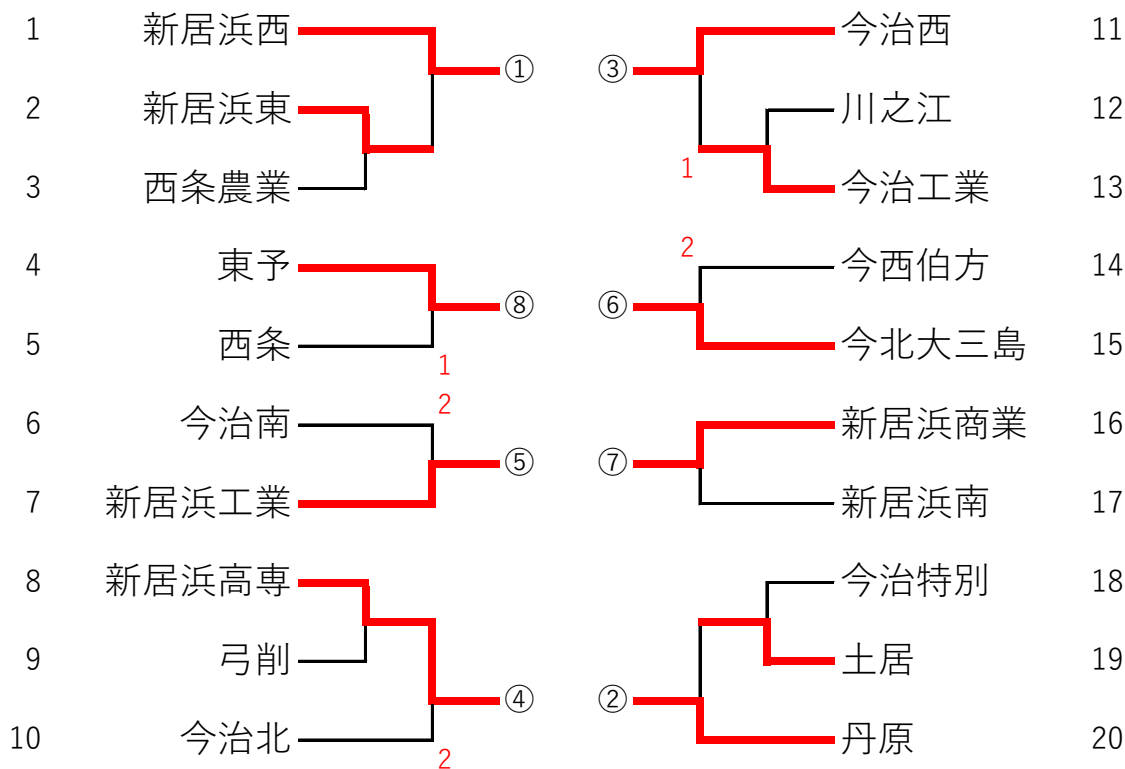 1 新居浜西
①
2 新居浜東
3 西条農業
4 東予
⑧
5 西条
1
2
6 今治南
⑤
7 新居浜工業
8 新居浜高専
9 弓削
④
10 今治北
2
今治西 11
③
川之江 12
1
今治工業 13
2
今西伯方 14
⑥
今北大三島 15
新居浜商業 16
⑦
新居浜南 17
今治特別 18
土居 19
②
丹原 20